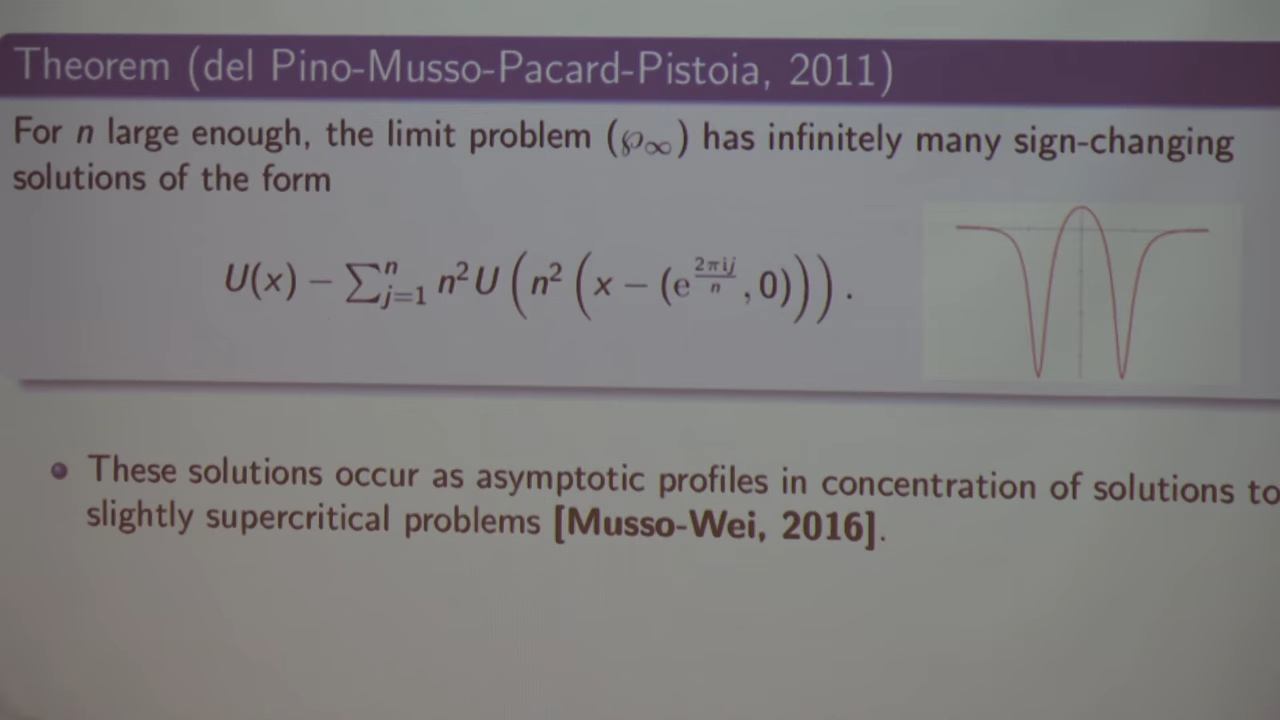 Theorem (del Pino-Musso-Pacard-Pistoia, 2011)
For n large enough, the limit problem (℘∞) has infinitely many sign-changing
solutions of the form
U(x) − ∑ⁿⱼ₌₁ n²U(n²(x − (e^{2πij/n}, 0))).
• These solutions occur as asymptotic profiles in concentration of solutions to
slightly supercritical problems [Musso-Wei, 2016].